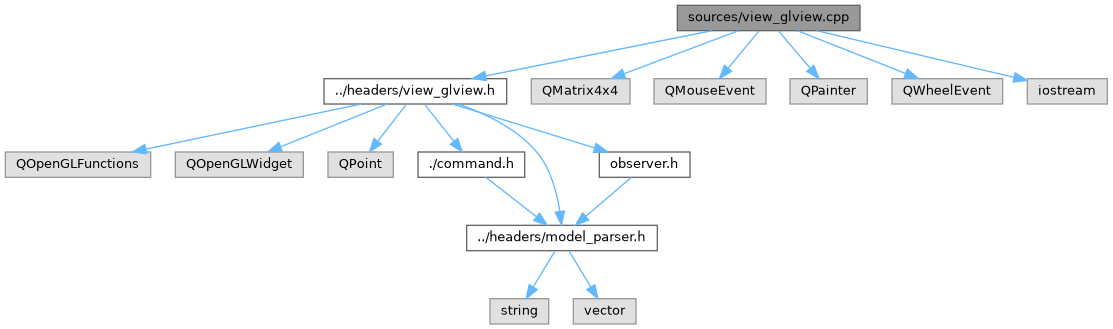 sources/view_glview.cpp
../headers/view_glview.h
QMatrix4x4
QMouseEvent
QPainter
QWheelEvent
iostream
QOpenGLFunctions
QOpenGLWidget
QPoint
./command.h
observer.h
../headers/model_parser.h
string
vector